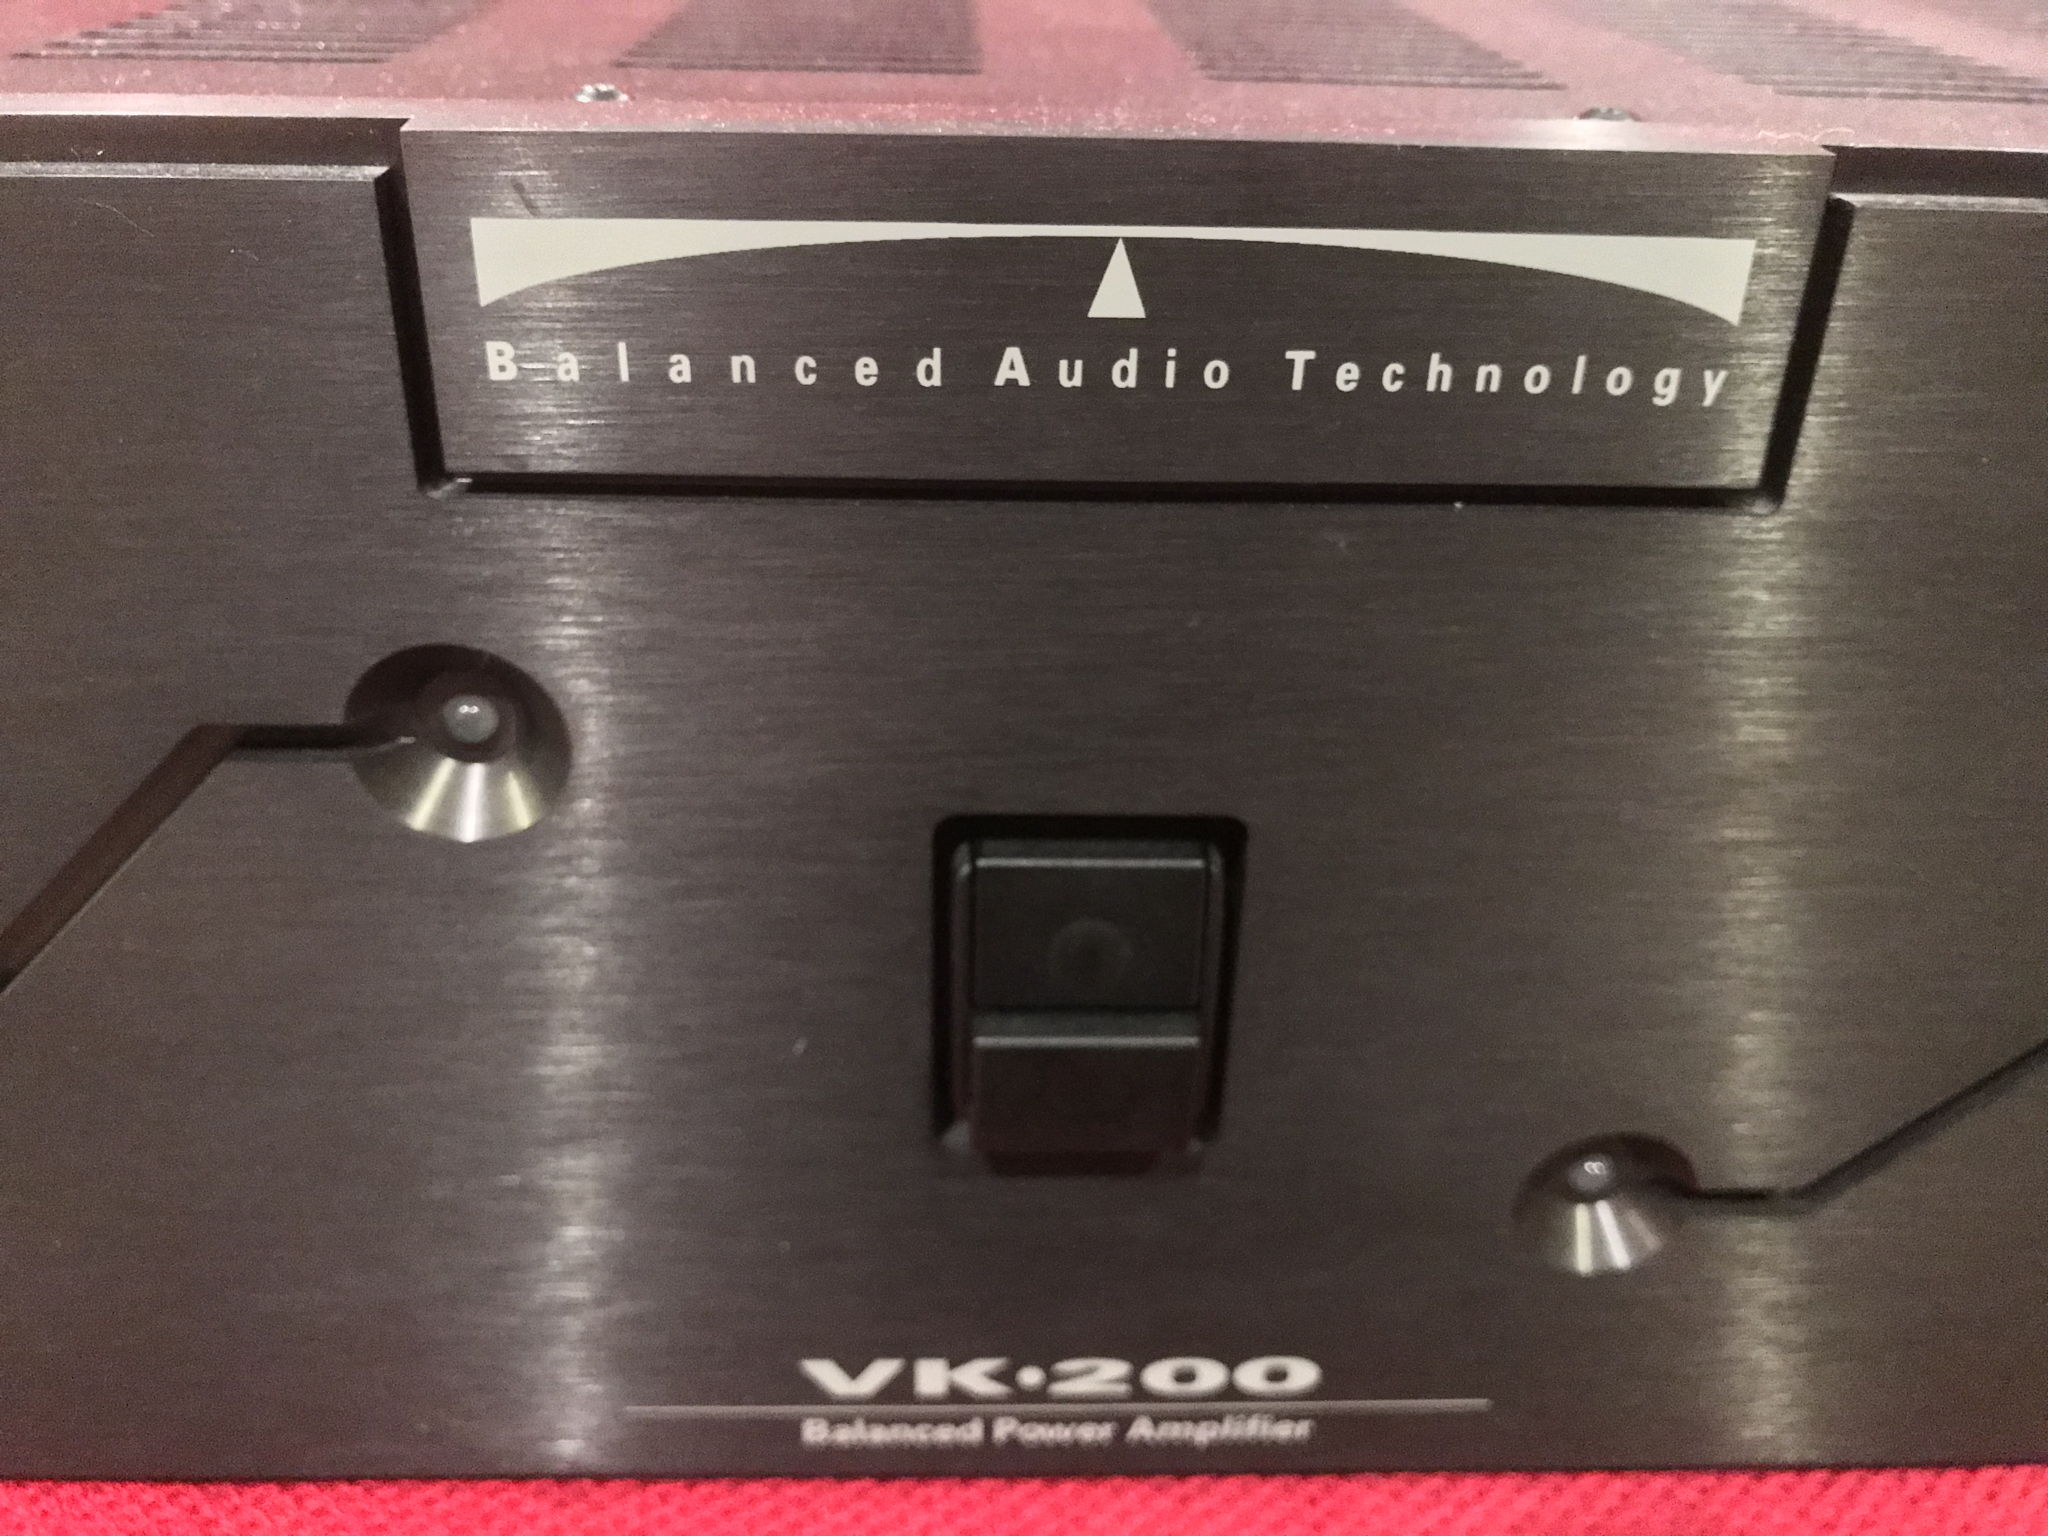 Balanced Audio Technology
VK•200
Balanced Power Amplifier